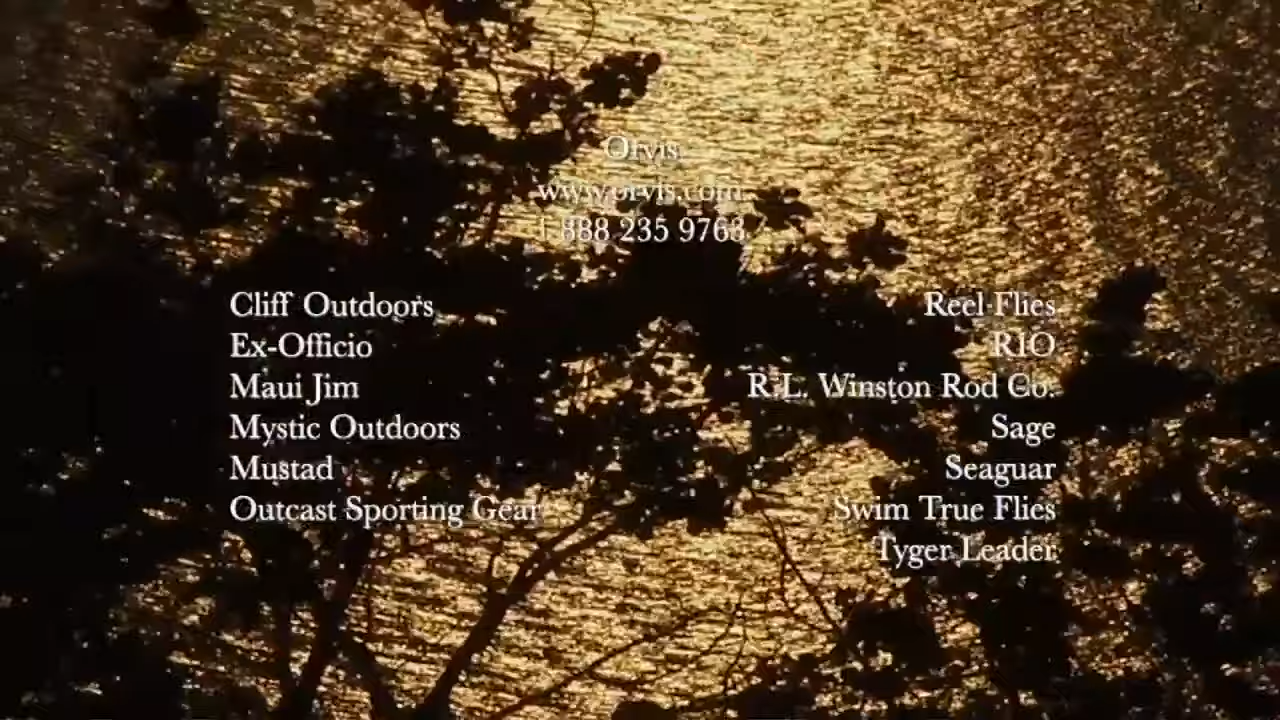 Orvis
www.orvis.com
1 888 235 9763
Cliff Outdoors
Ex-Officio
Maui Jim
Mystic Outdoors
Mustad
Outcast Sporting Gear
Reel Flies
RIO
R.L. Winston Rod Co.
Sage
Seaguar
Swim True Flies
Tyger Leader